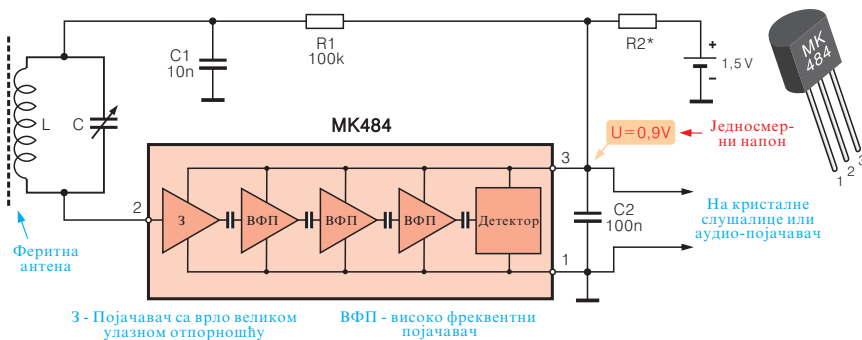 C1
10n
R1
100k
R2*
+
1,5V
-
MK
484
L
C
MK484
U=0,9V
Једносмер-
ни напон
3
1
2
3
2
З
ВФП
ВФП
ВФП
Детектор
C2
100n
На кристалне
слушалице или
аудио-појачавач
1
Феритна
антена
З - Појачавач са врло великом
улазном отпорношћу
ВФП - високо фреквентни
појачавач